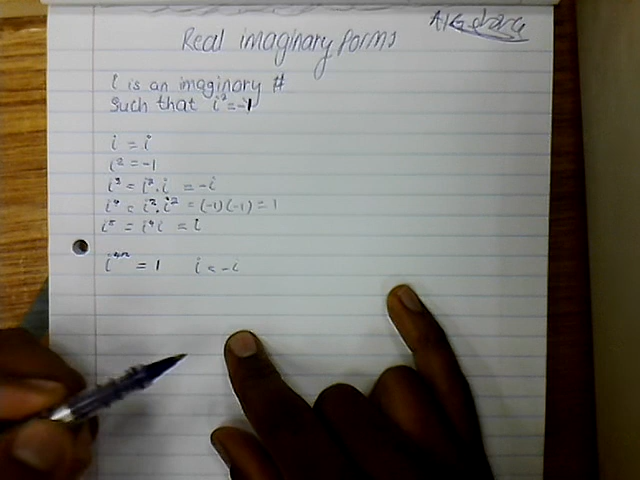 Algebra
Real imaginary forms
i is an imaginary #
such that i² = -1
i = i
i² = -1
i³ = i².i = -i
i⁴ = i².i² = (-1)(-1) = 1
i⁵ = i⁴i = i
i⁴ⁿ = 1 i = -i